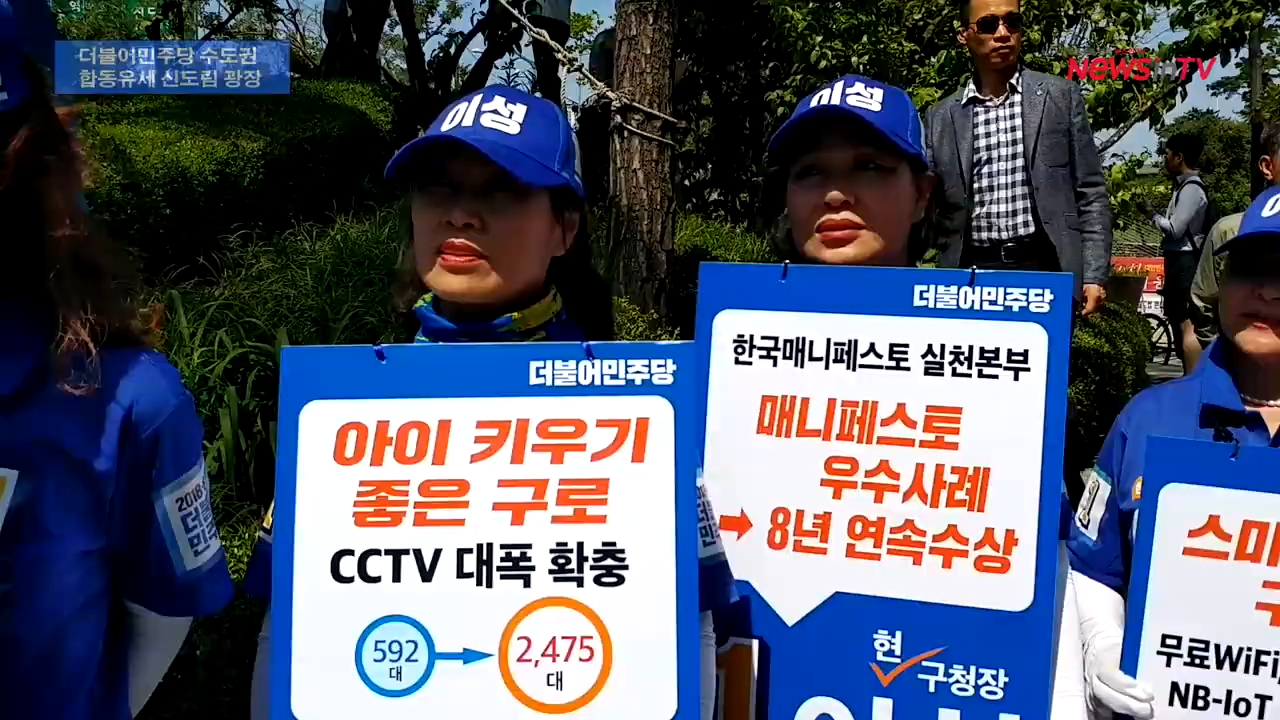 더불어민주당 수도권
합동유세 신도림 광장
NEWSinTV
이성
이성
더불어민주당
아이 키우기
좋은 구로
CCTV 대폭 확충
592
대
2,475
대
더불어민주당
한국매니페스토 실천본부
매니페스토
우수사례
8년 연속수상
현
구청장
무료WiFi
NB-IoT